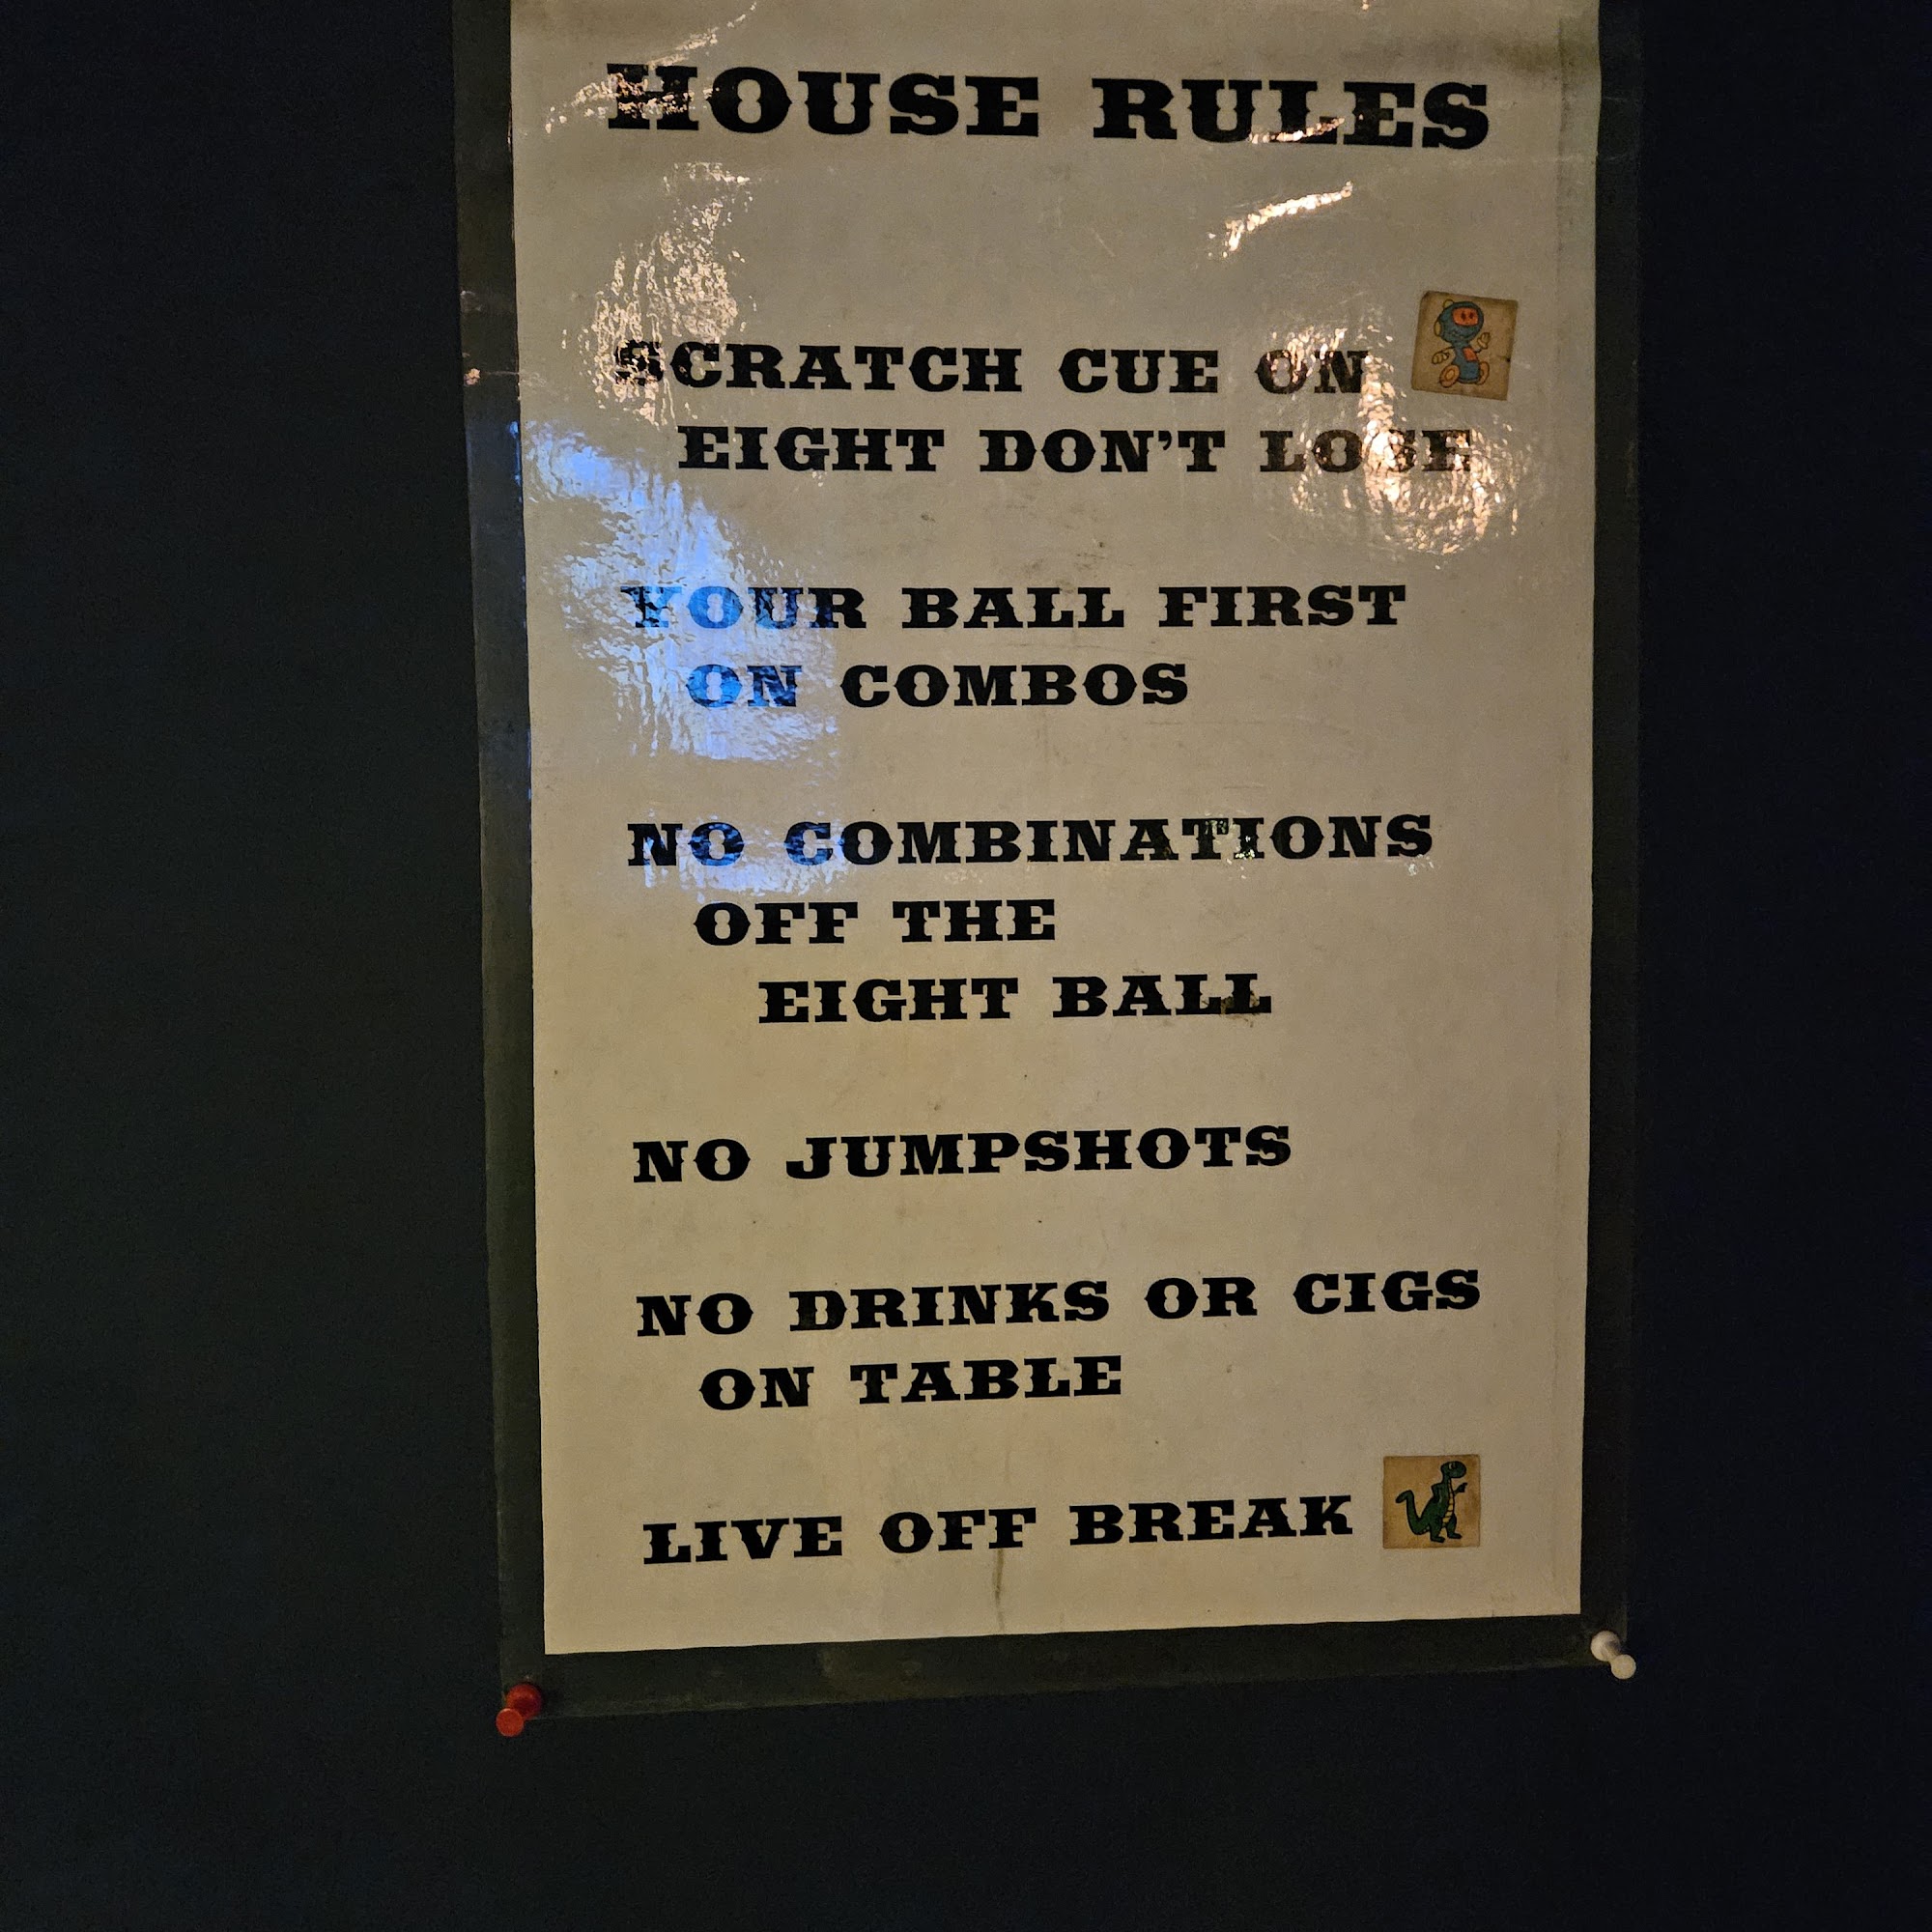 HOUSE RULES
SCRATCH CUE ON
EIGHT DON'T LOSE
YOUR BALL FIRST
ON COMBOS
NO COMBINATIONS
OFF THE
EIGHT BALL
NO JUMPSHOTS
NO DRINKS OR CIGS
ON TABLE
LIVE OFF BREAK